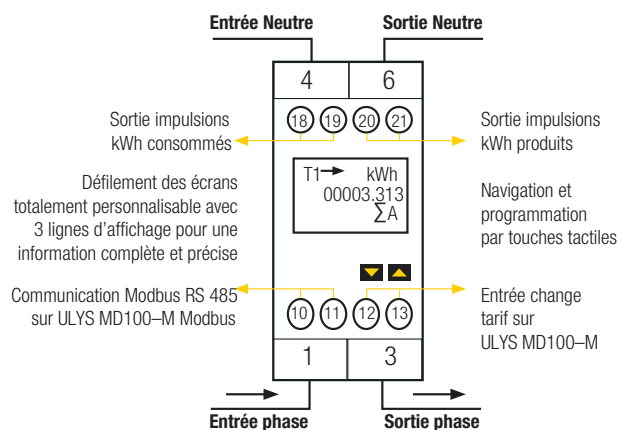 Entrée Neutre
Sortie Neutre
4
6
18
19
20
21
Sortie impulsions
kWh consommés
Sortie impulsions
kWh produits
T1
kWh
00003.313
∑A
Défilement des écrans
totalement personnalisable avec
3 lignes d’affichage pour une
information complète et précise
Navigation et
programmation
par touches tactiles
Communication Modbus RS 485
sur ULYS MD100–M Modbus
10
11
12
13
Entrée change
tarif sur
ULYS MD100–M
1
3
Entrée phase
Sortie phase